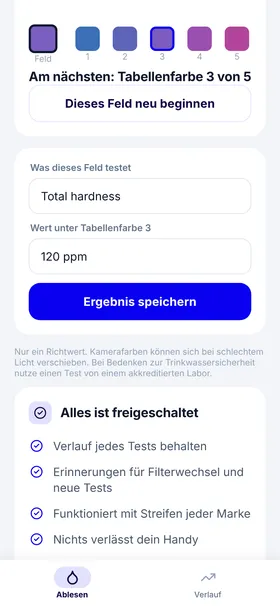 Feld
1
2
3
4
5
Am nächsten: Tabellenfarbe 3 von 5
Dieses Feld neu beginnen
Was dieses Feld testet
Total hardness
Wert unter Tabellenfarbe 3
120 ppm
Ergebnis speichern
Nur ein Richtwert. Kamerafarben können sich bei schlechtem
Licht verschieben. Bei Bedenken zur Trinkwassersicherheit
nutze einen Test von einem akkreditierten Labor.
Alles ist freigeschaltet
Verlauf jedes Tests behalten
Erinnerungen für Filterwechsel und
neue Tests
Funktioniert mit Streifen jeder Marke
Nichts verlässt dein Handy
Ablesen
Verlauf